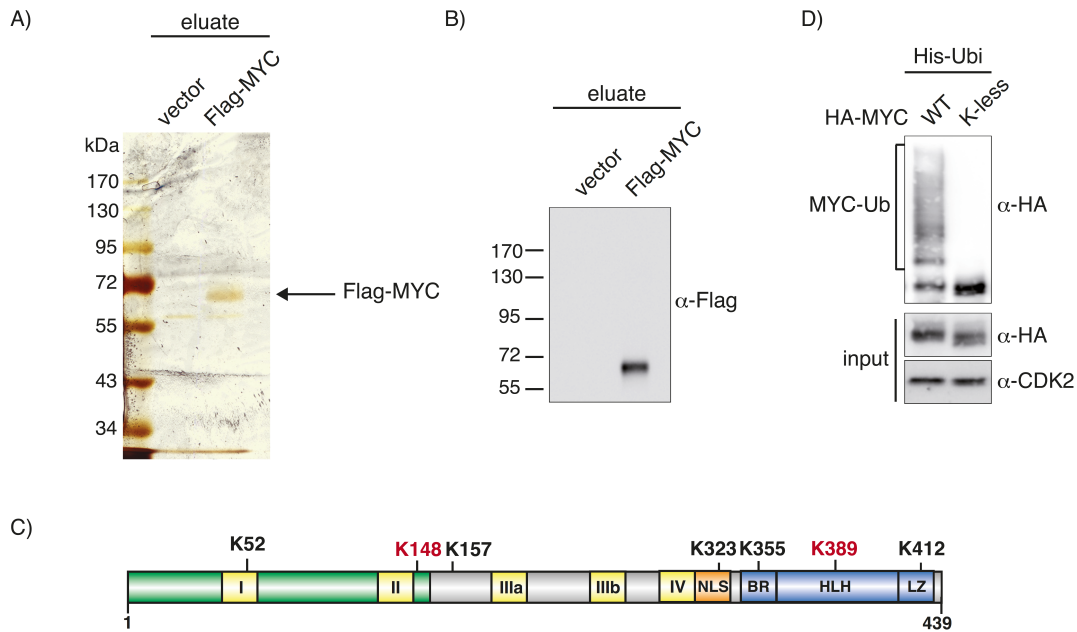 A)
eluate
vector
Flag-MYC
kDa
170
130
95
72
55
43
34
Flag-MYC
B)
eluate
vector
Flag-MYC
170
130
95
72
55
α-Flag
D)
His-Ubi
HA-MYC
WT
K-less
MYC-Ub
α-HA
input
α-HA
α-CDK2
C)
K52
K148
K157
K323
K355
K389
K412
I
II
IIIa
IIIb
IV
NLS
BR
HLH
LZ
1
439